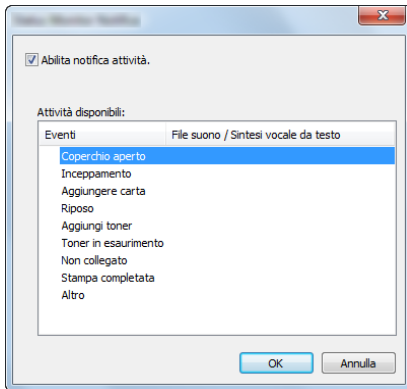 Abilita notifica attività.
Attività disponibili:
Eventi File suono / Sintesi vocale da testo
Coperchio aperto
Inceppamento
Aggiungere carta
Riposo
Aggiungi toner
Toner in esaurimento
Non collegato
Stampa completata
Altro
OK Annulla